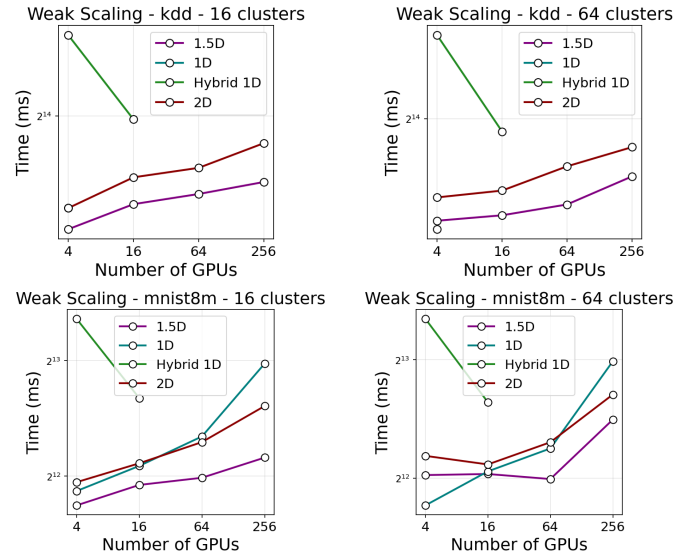 Weak Scaling - kdd - 16 clusters
Time (ms)
2^14
1.5D
1D
Hybrid 1D
2D
4 16 64 256
Number of GPUs
Weak Scaling - kdd - 64 clusters
Time (ms)
2^14
1.5D
1D
Hybrid 1D
2D
4 16 64 256
Number of GPUs
Weak Scaling - mnist8m - 16 clusters
Time (ms)
2^13
2^12
1.5D
1D
Hybrid 1D
2D
4 16 64 256
Number of GPUs
Weak Scaling - mnist8m - 64 clusters
Time (ms)
2^13
2^12
1.5D
1D
Hybrid 1D
2D
4 16 64 256
Number of GPUs